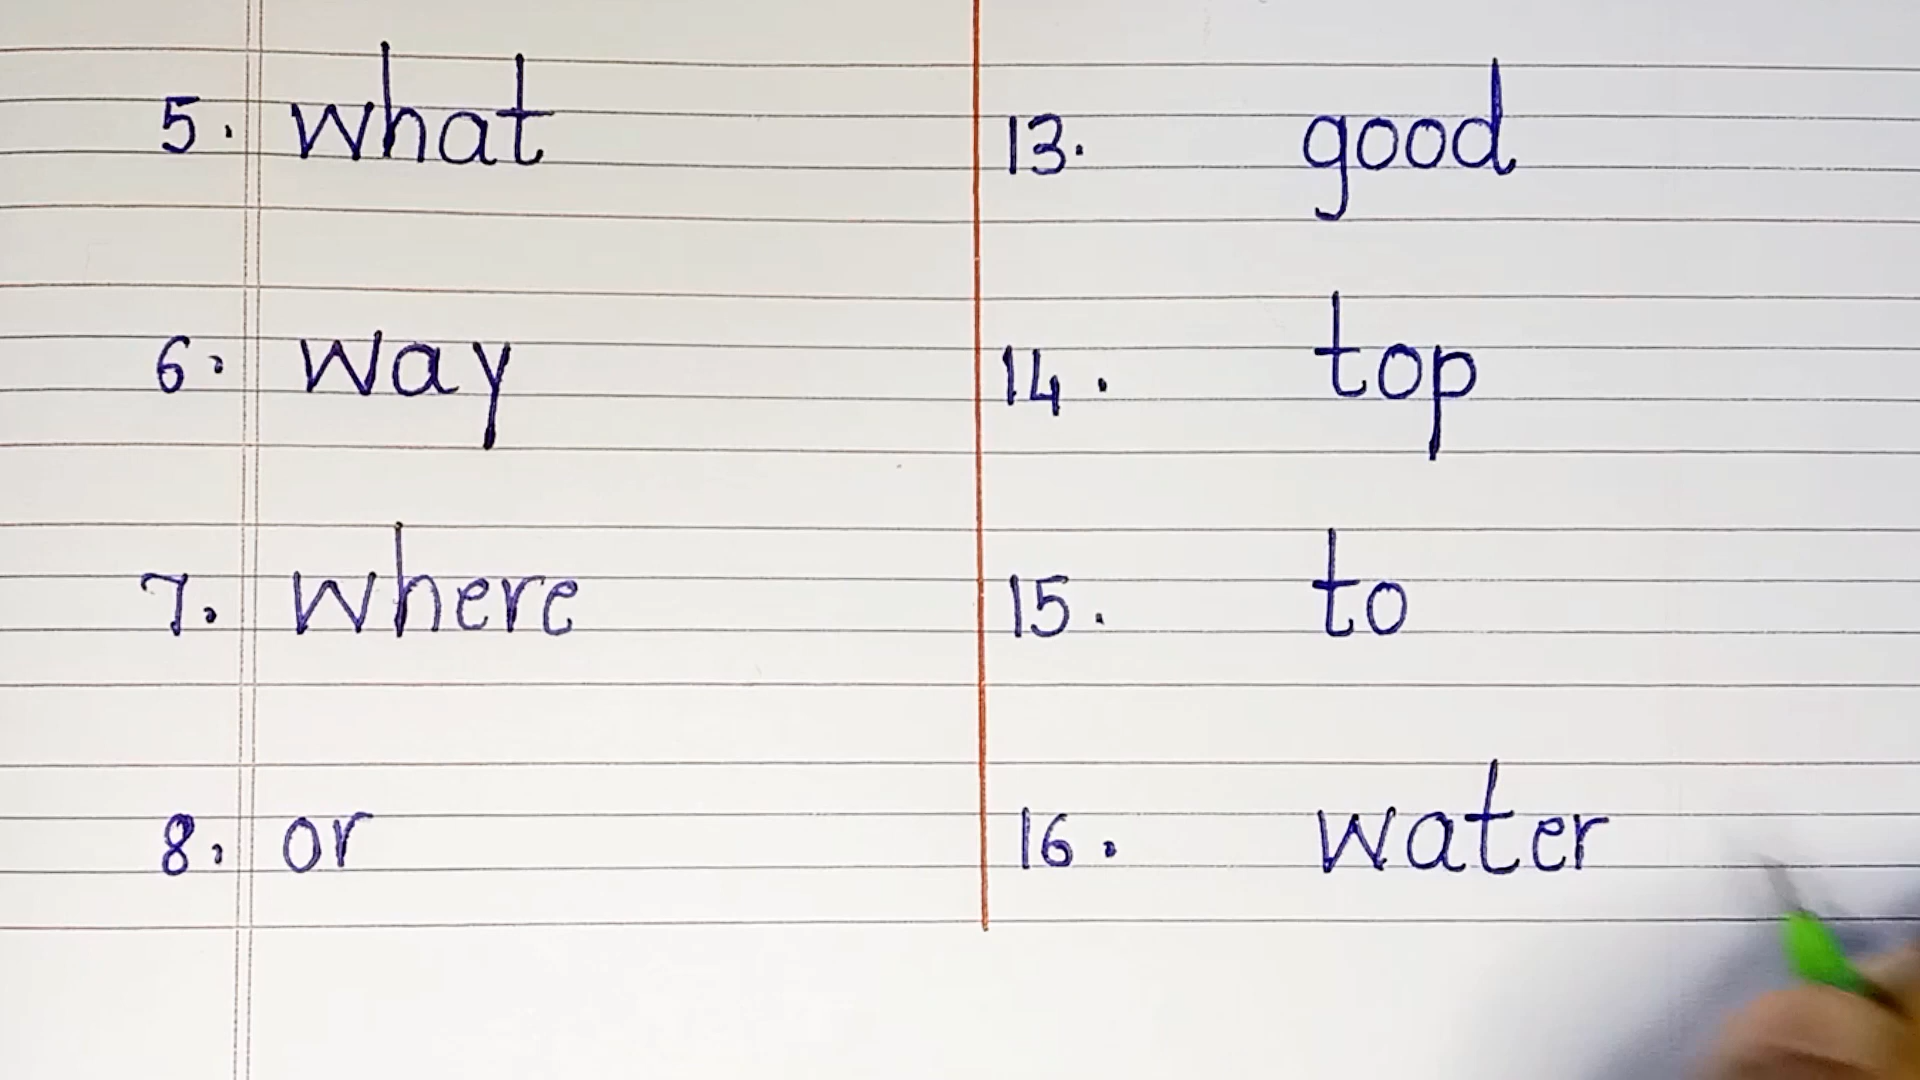 5. what
6. way
7. where
8. or
13. good
14. top
15. to
16. water